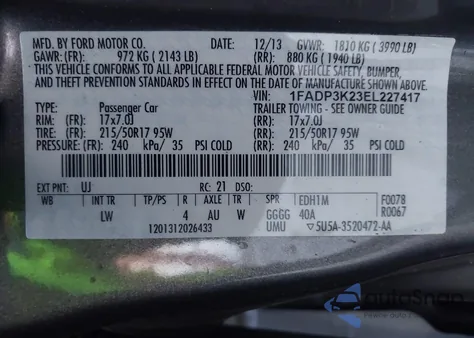 MFD. BY FORD MOTOR CO.
DATE: 12/13 GVWR: 1810 KG ( 3990 LB)
GAWR: (FR): 972 KG ( 2143 LB) (RR): 880 KG ( 1940 LB)
THIS VEHICLE CONFORMS TO ALL APPLICABLE FEDERAL MOTOR VEHICLE SAFETY, BUMPER,
AND THEFT PREVENTION STANDARDS IN EFFECT ON THE DATE OF MANUFACTURE SHOWN ABOVE.
VIN: 1FADP3K23EL227417
TYPE: Passenger Car TRAILER TOWING - SEE OWNER GUIDE
RIM: (FR): 17x7.0J (RR): 17x7.0J
TIRE: (FR): 215/50R17 95W (RR): 215/50R17 95W
PRESSURE: (FR): 240 kPa/ 35 PSI COLD (RR): 240 kPa/ 35 PSI COLD
EXT PNT: UJ RC: 21 DSO:
WB INT TR TP/PS R AXLE TR SPR EDH1M F0078
LW 4 AU W GGGG 40A R0067
1201312026433 UMU 5U5A-3520472-AA
autoSnap